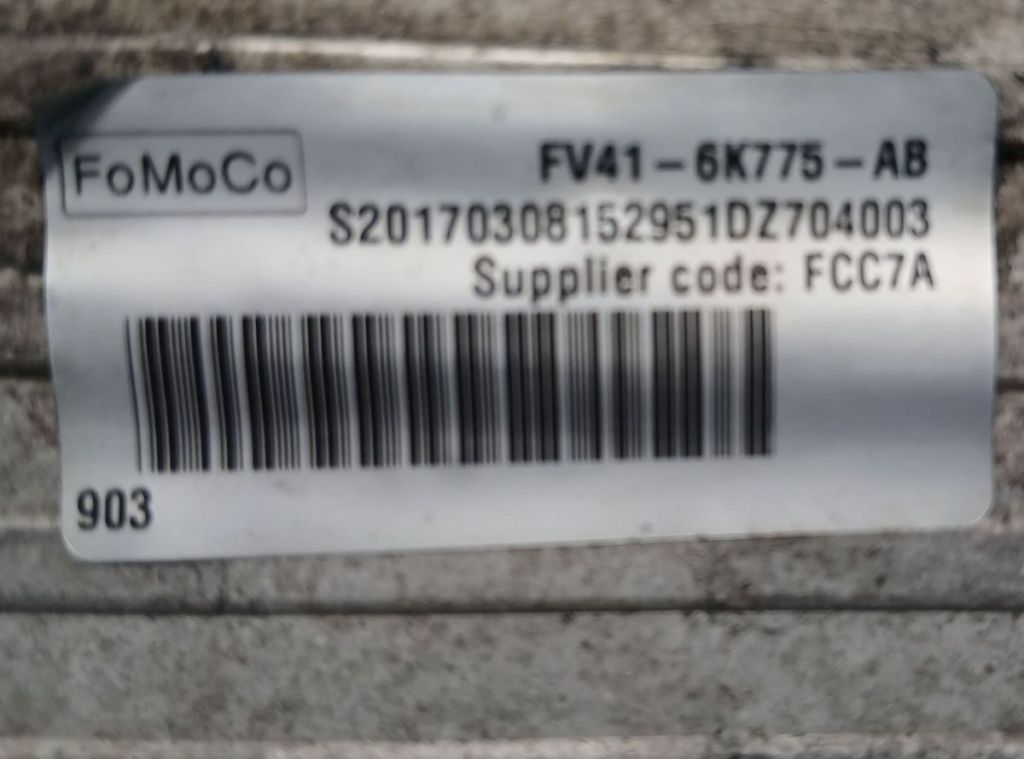 FoMoCo
FV41-6K775-AB
S20170308152951DZ704003
Supplier code: FCC7A
903